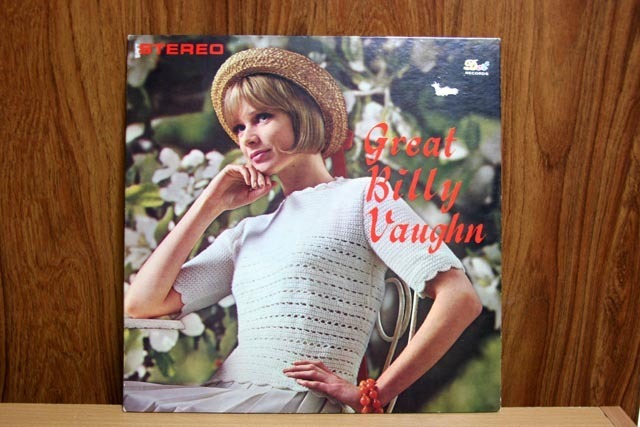 STEREO
Dot
RECORDS
Great
Billy
Vaughn